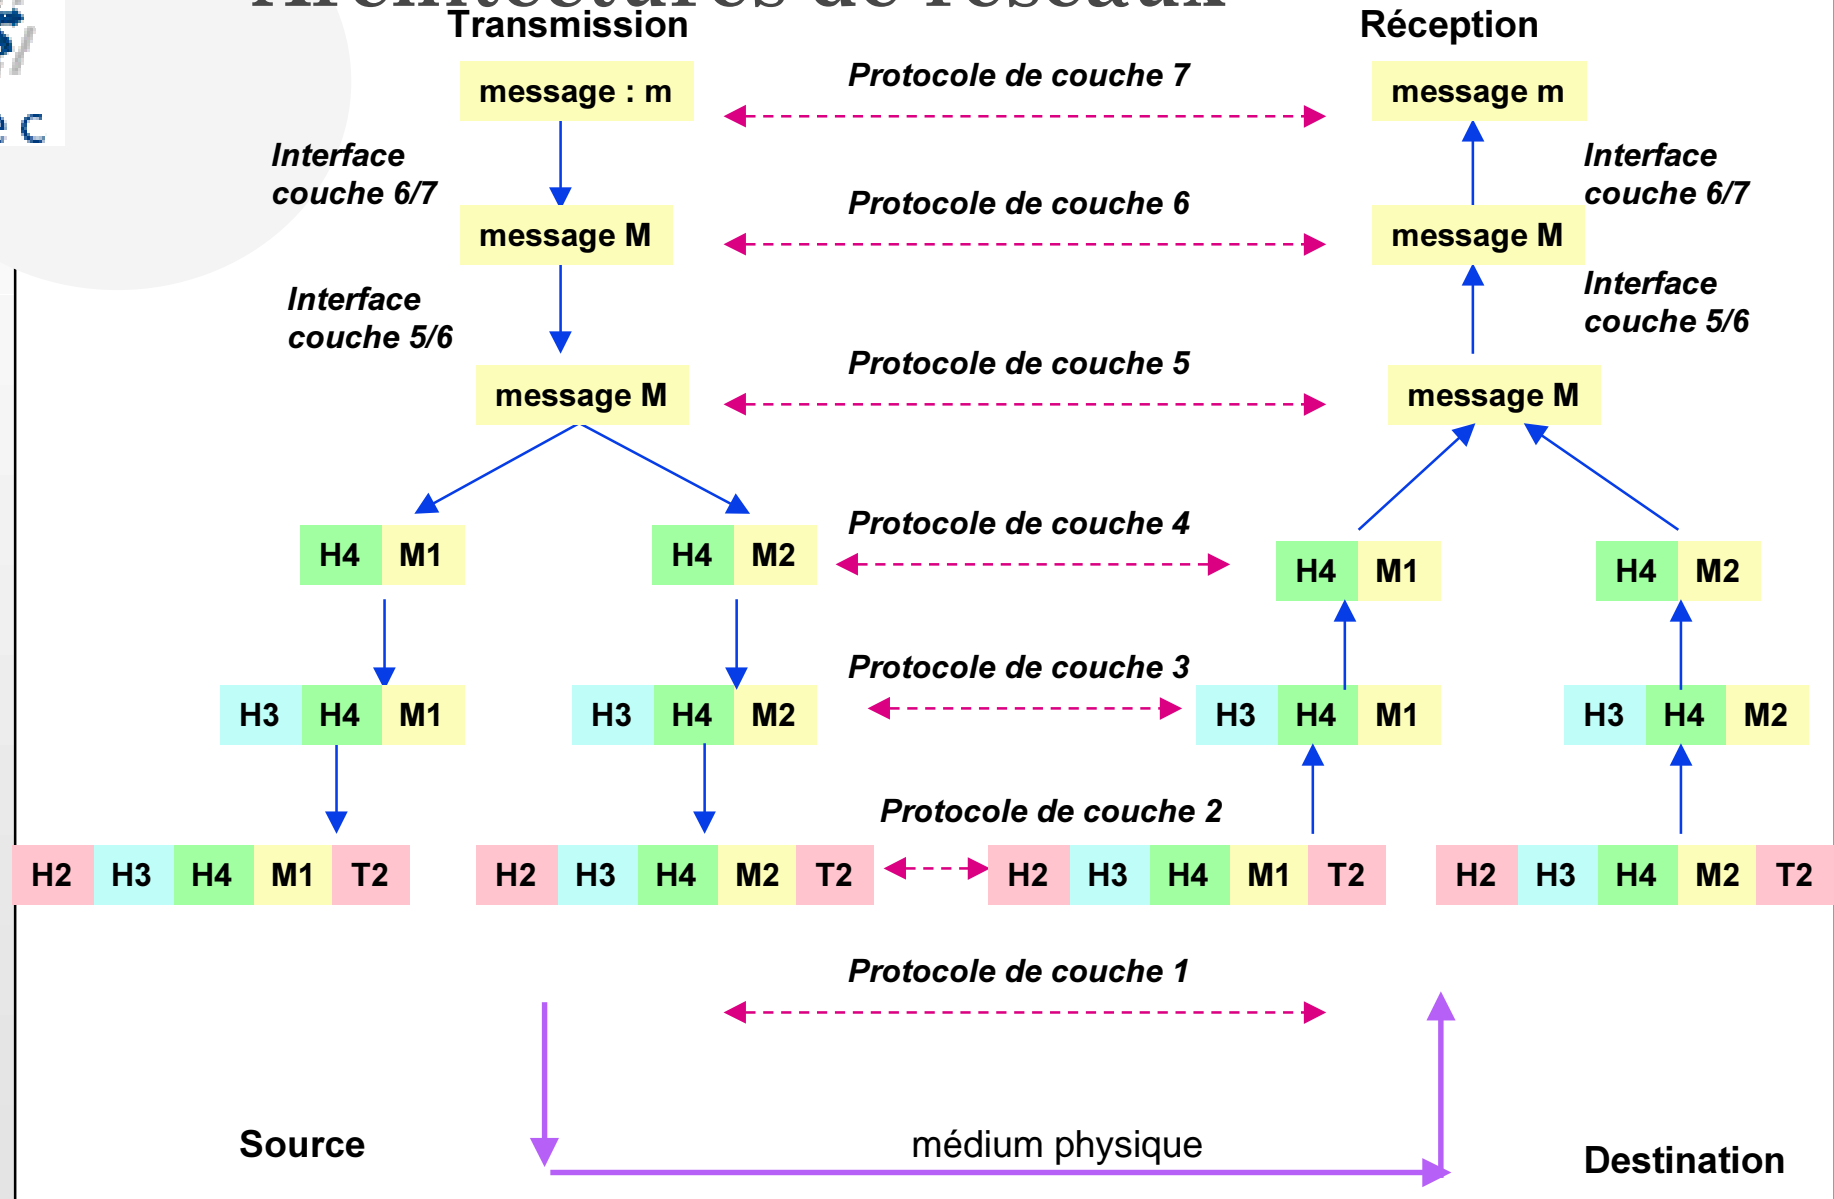 Architectures de réseaux
Transmission
Réception
message : m
Protocole de couche 7
message m
Interface
couche 6/7
Interface
couche 6/7
message M
Protocole de couche 6
message M
Interface
couche 5/6
Interface
couche 5/6
message M
Protocole de couche 5
message M
H4 M1
H4 M2
Protocole de couche 4
H4 M1
H4 M2
H3 H4 M1
H3 H4 M2
Protocole de couche 3
H3 H4 M1
H3 H4 M2
Protocole de couche 2
H2 H3 H4 M1 T2
H2 H3 H4 M2 T2
H2 H3 H4 M1 T2
H2 H3 H4 M2 T2
Protocole de couche 1
Source
médium physique
Destination